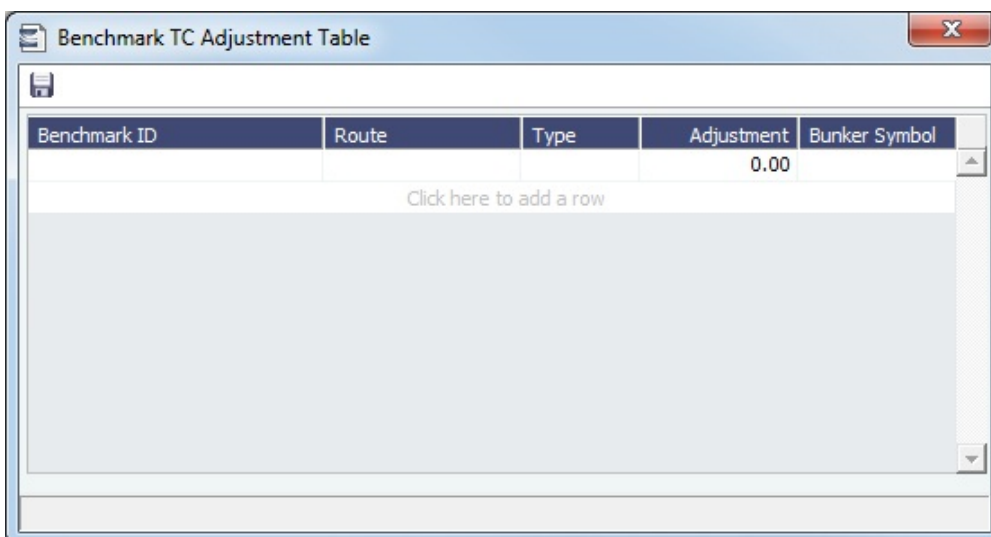 Benchmark TC Adjustment Table
Benchmark ID Route Type Adjustment Bunker Symbol
0.00
Click here to add a row